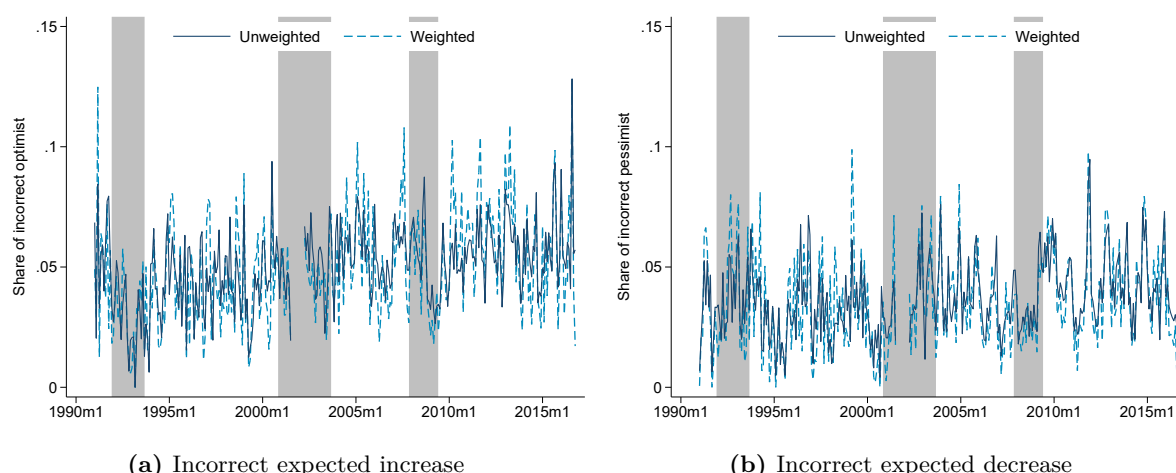 .15
.1
.05
0
Share of incorrect optimist
Unweighted Weighted
1990m1 1995m1 2000m1 2005m1 2010m1 2015m1
(a) Incorrect expected increase
.15
.1
.05
0
Share of incorrect pessimist
Unweighted Weighted
1990m1 1995m1 2000m1 2005m1 2010m1 2015m1
(b) Incorrect expected decrease